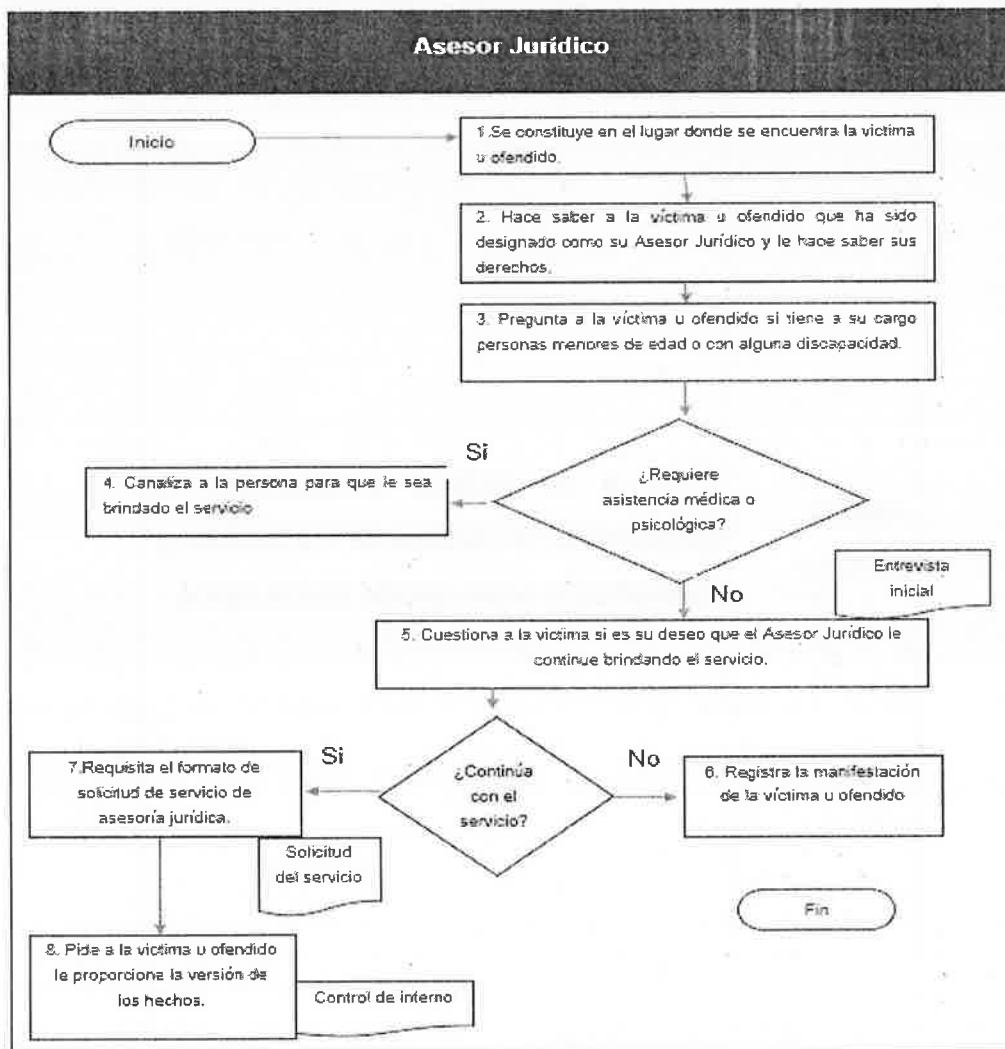 Asesor Jurídico
Inicio
1.Se constituye en el lugar donde se encuentra la victima
u ofendido.
2. Hace saber a la víctima u ofendido que ha sido
designado como su Asesor Jurídico y le hace saber sus
derechos.
3. Pregunta a la víctima u ofendido si tiene a su cargo
personas menores de edad o con alguna discapacidad.
Si
¿Requiere
asistencia médica o
psicológica?
4. Canaliza a la persona para que le sea
brindado el servicio
No
Entrevista
inicial
5. Cuestiona a la victima si es su deseo que el Asesor Jurídico le
continue brindando el servicio.
Si
¿Continúa
con el
servicio?
No
7.Requisita el formato de
solicitud de servicio de
asesoría jurídica.
6. Registra la manifestación
de la víctima u ofendido
Solicitud
del servicio
Fin
8. Pide a la victima u ofendido
le proporcione la versión de
los hechos.
Control de interno